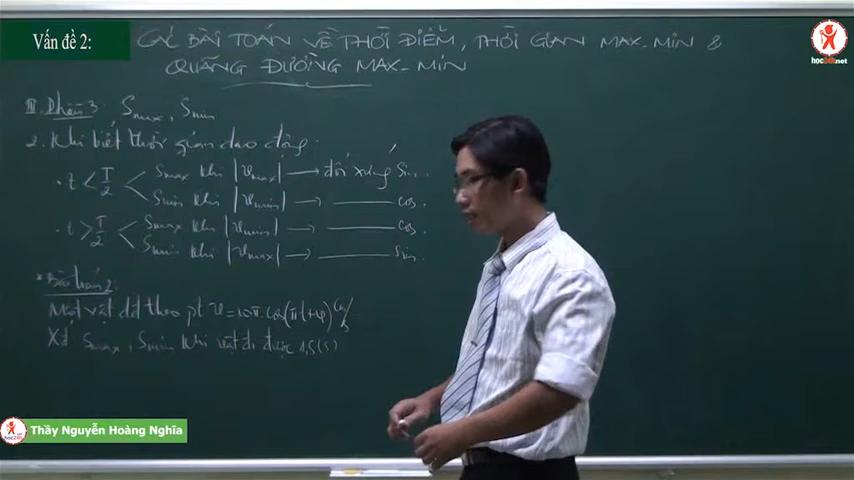 Vấn đề 2:
CÁC BÀI TOÁN VỀ THỜI ĐIỂM, THỜI GIAN MAX-MIN &
QUÃNG ĐƯỜNG MAX-MIN
học247.net
III. Phần 3: Smax, Smin
2. Khi biết thời gian dao động.
. t < T/2 < Smax khi |vmax| → đối xứng Sin.
Smin khi |vmin| → —— cos.
. t > T/2 < Smax khi |vmin| → —— cos.
Smin khi |vmax| → —— Sin.
* Bài toán 2:
Một vật dđ theo pt v = 10π.cos(πt+φ) cm/s
Xđ Smax, Smin khi vật đi được 1,5(s)
Thầy Nguyễn Hoàng Nghĩa